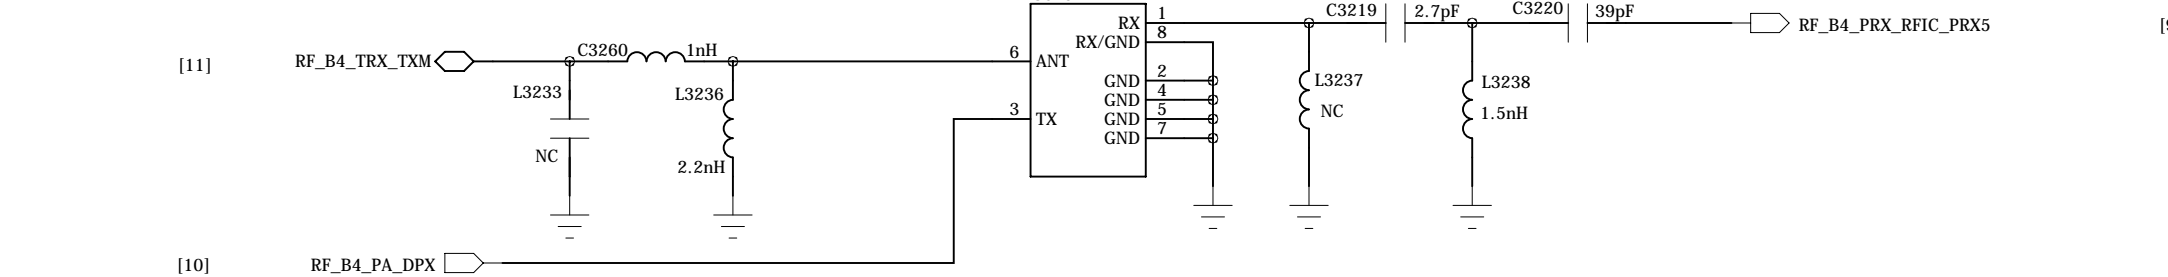 RX 1 C3219 2.7pF C3220 39pF
RF_B4_PRX_RFIC_PRX5
RX/GND 8
[11] RF_B4_TRX_TXM C3260 1nH 6 ANT
GND 2
L3233 L3236 GND 4 L3237 L3238
3 TX GND 5 NC 1.5nH
GND 7
NC
2.2nH
[10] RF_B4_PA_DPX